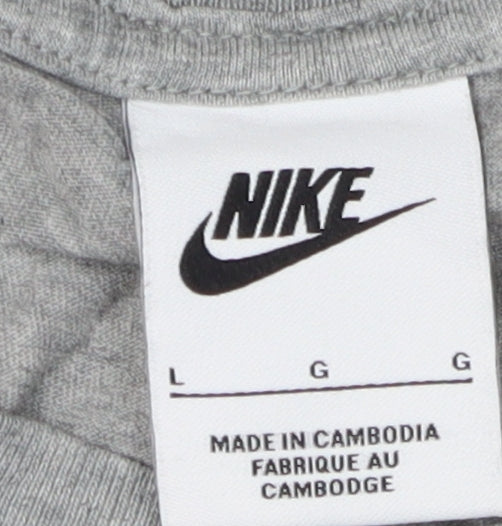 NIKE
L G G
MADE IN CAMBODIA
FABRIQUE AU
CAMBODGE